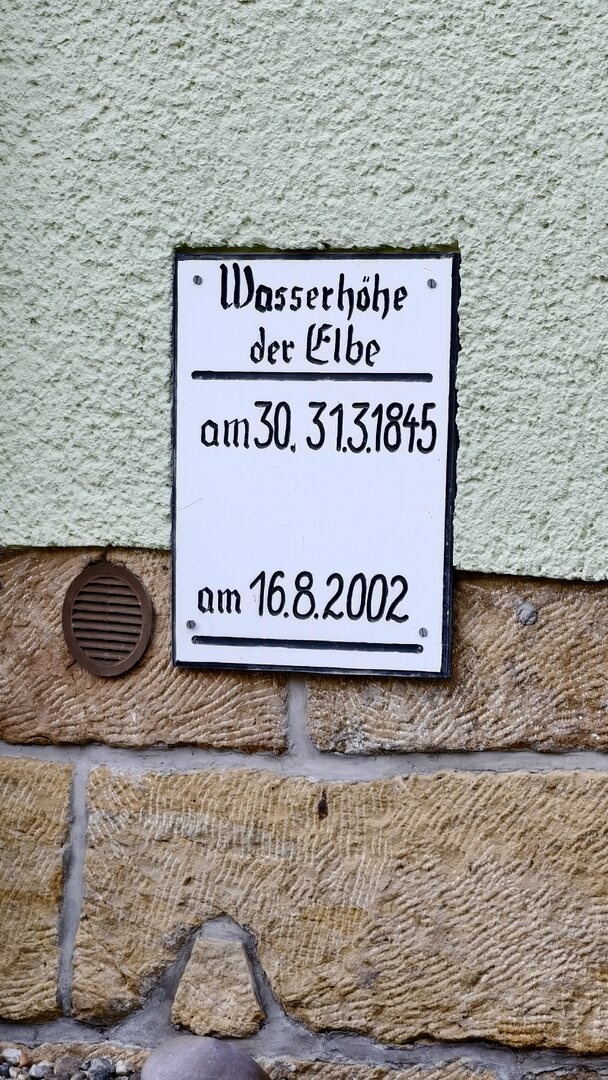 Wasserhöhe
der Elbe
am 30. 31.3.1845
am 16.8.2002